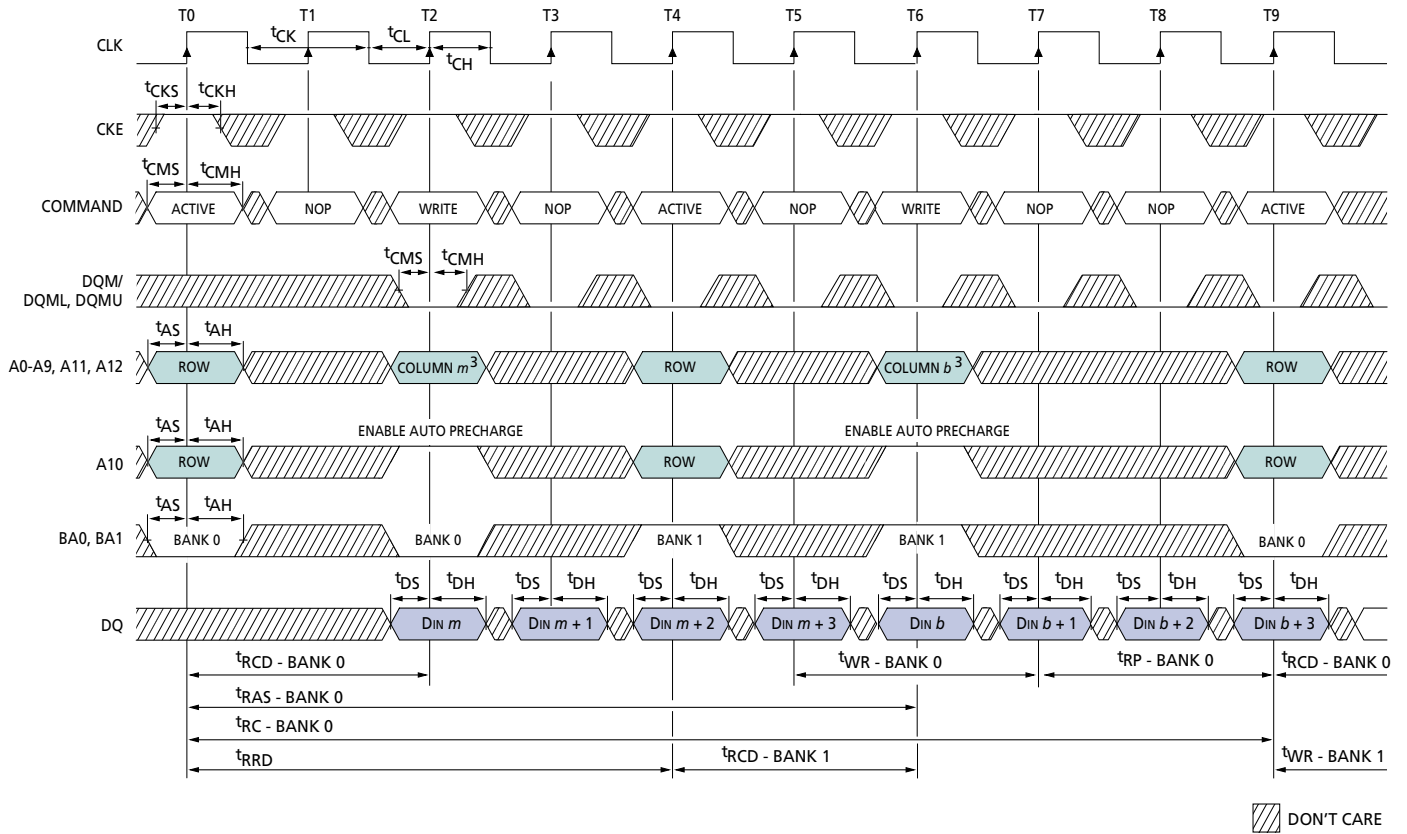 T0 T1 T2 T3 T4 T5 T6 T7 T8 T9
CLK tCK tCL tCH
tCKS tCKH
CKE
tCMS tCMH
COMMAND ACTIVE NOP WRITE NOP ACTIVE NOP WRITE NOP NOP ACTIVE
tCMS tCMH
DQM/
DQML, DQMU
tAS tAH
A0-A9, A11, A12 ROW COLUMN m3 ROW COLUMN b3 ROW
tAS tAH ENABLE AUTO PRECHARGE ENABLE AUTO PRECHARGE
A10 ROW ROW ROW
tAS tAH
BA0, BA1 BANK 0 BANK 0 BANK 1 BANK 1 BANK 0
tDS tDH tDS tDH tDS tDH tDS tDH tDS tDH tDS tDH tDS tDH tDS tDH
DQ DIN m DIN m + 1 DIN m + 2 DIN m + 3 DIN b DIN b + 1 DIN b + 2 DIN b + 3
tRCD - BANK 0 tWR - BANK 0 tRP - BANK 0 tRCD - BANK 0
tRAS - BANK 0
tRC - BANK 0
tRRD tRCD - BANK 1 tWR - BANK 1
DON'T CARE